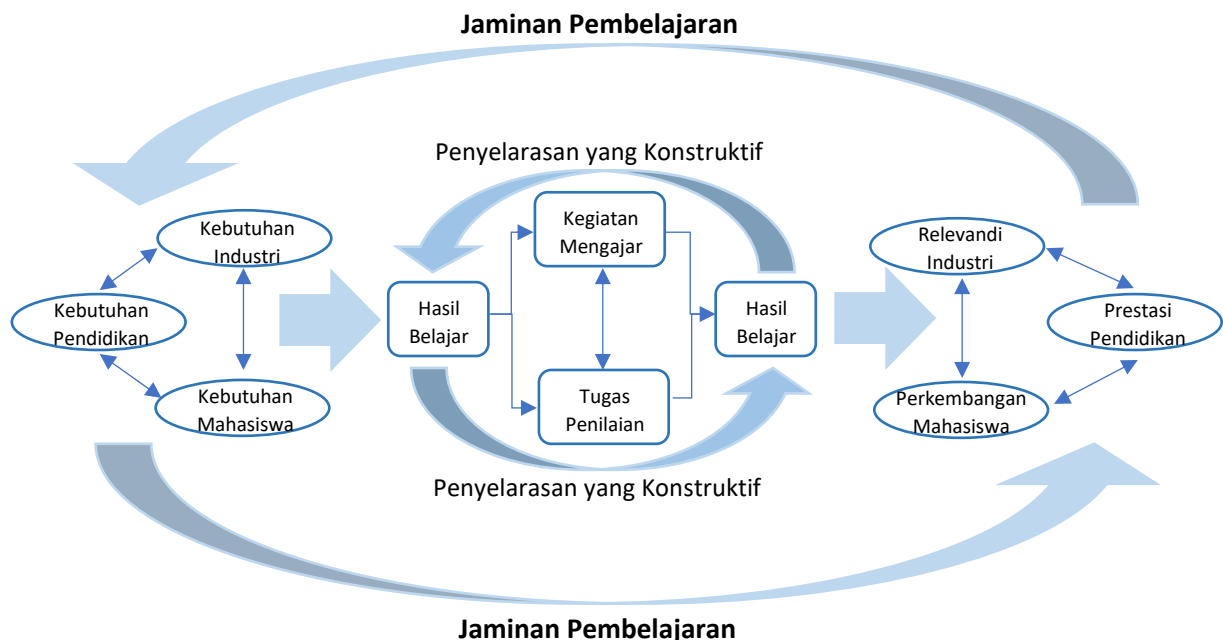 Jaminan Pembelajaran
Penyelarasan yang Konstruktif
Kebutuhan
Industri
Kebutuhan
Pendidikan
Kebutuhan
Mahasiswa
Hasil
Belajar
Kegiatan
Mengajar
Tugas
Penilaian
Hasil
Belajar
Relevandi
Industri
Prestasi
Pendidikan
Perkembangan
Mahasiswa
Penyelarasan yang Konstruktif
Jaminan Pembelajaran